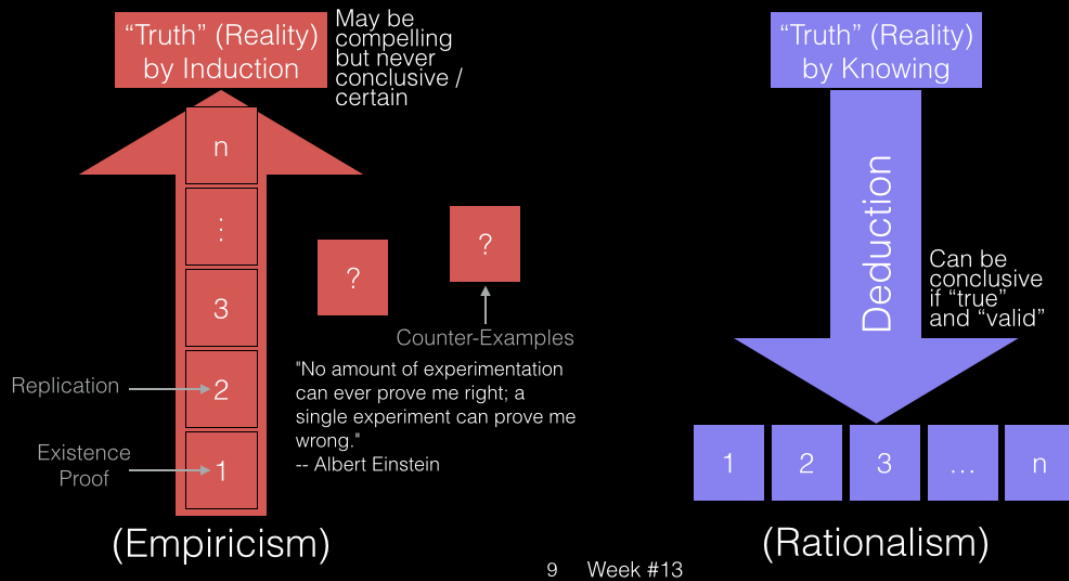 “Truth” (Reality)
by Induction
May be
compelling
but never
conclusive /
certain
n
⋮
3
2
1
Replication
Existence
Proof
?
?
Counter-Examples
"No amount of experimentation
can ever prove me right; a
single experiment can prove me
wrong."
-- Albert Einstein
(Empiricism)
“Truth” (Reality)
by Knowing
Deduction
Can be
conclusive
if “true”
and “valid”
1
2
3
...
n
(Rationalism)
9 Week #13